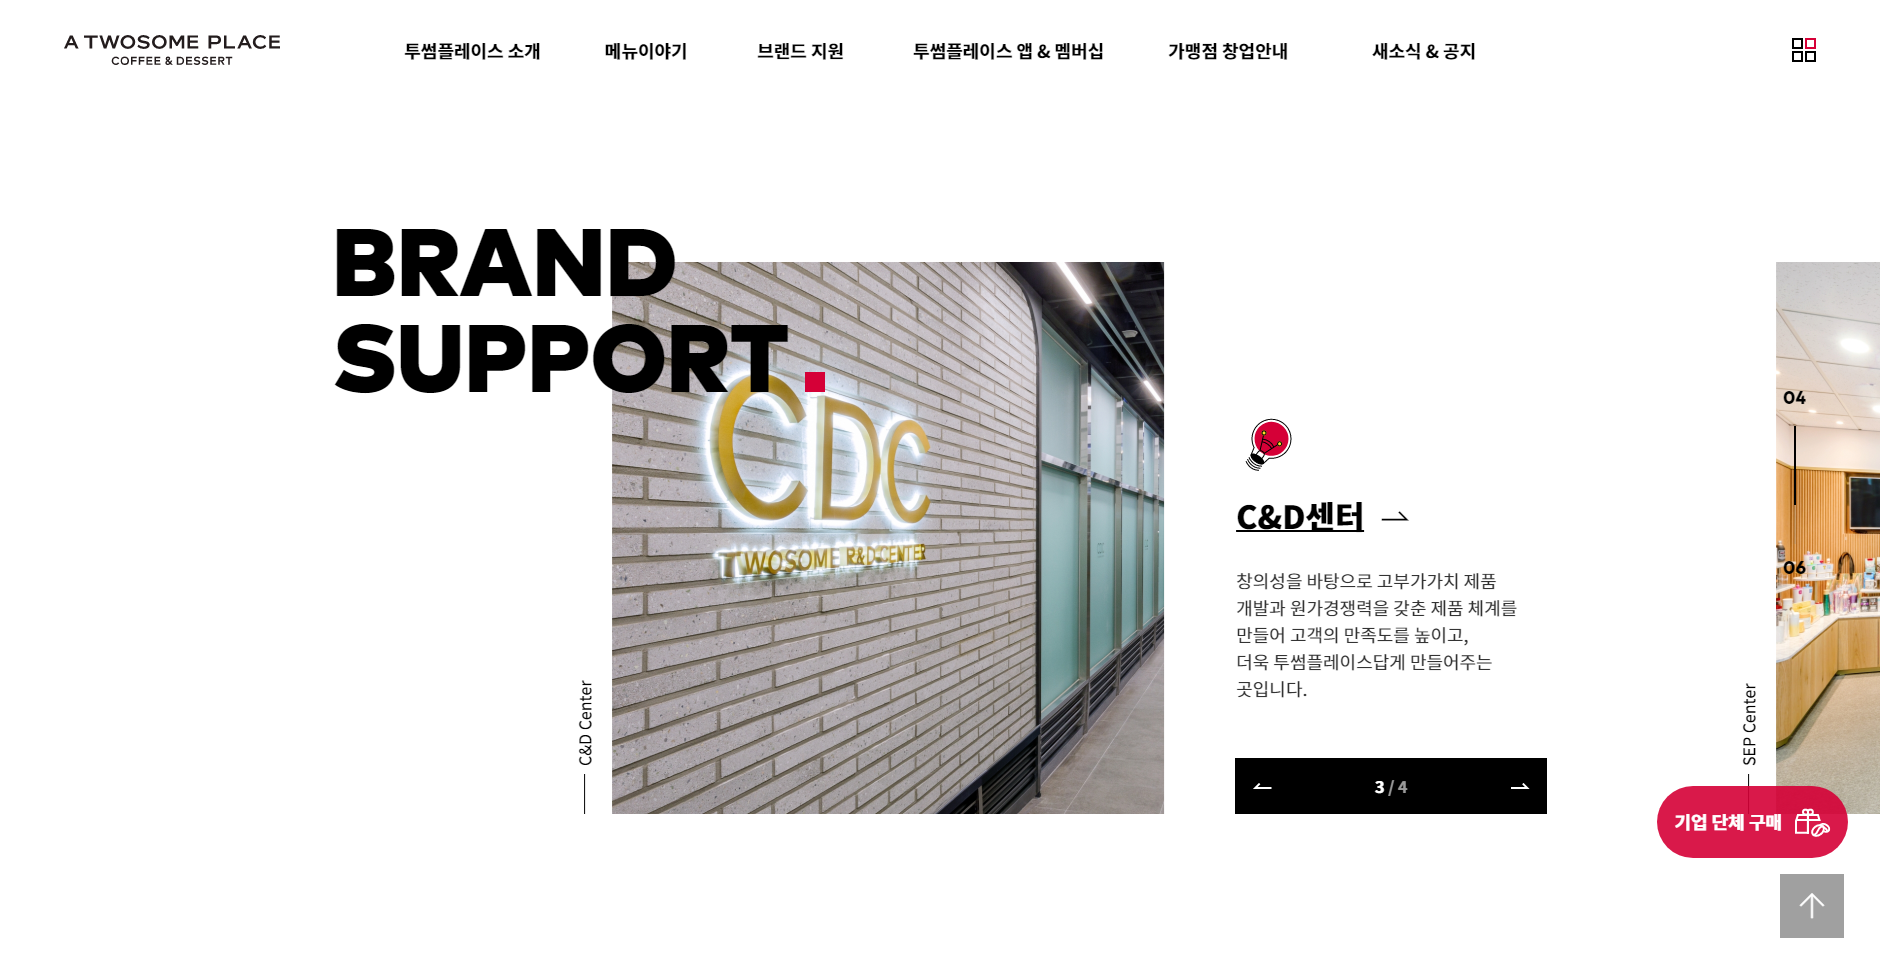 A TWOSOME PLACE
COFFEE & DESSERT
투썸플레이스 소개
메뉴이야기
브랜드 지원
투썸플레이스 앱 & 멤버십
가맹점 창업안내
새소식 & 공지
BRAND
SUPPORT.
CDC
TWOSOME R&D CENTER
C&D Center
C&D센터
창의성을 바탕으로 고부가가치 제품
개발과 원가경쟁력을 갖춘 제품 체계를
만들어 고객의 만족도를 높이고,
더욱 투썸플레이스답게 만들어주는
곳입니다.
3 / 4
SEP Center
04
06
기업 단체 구매